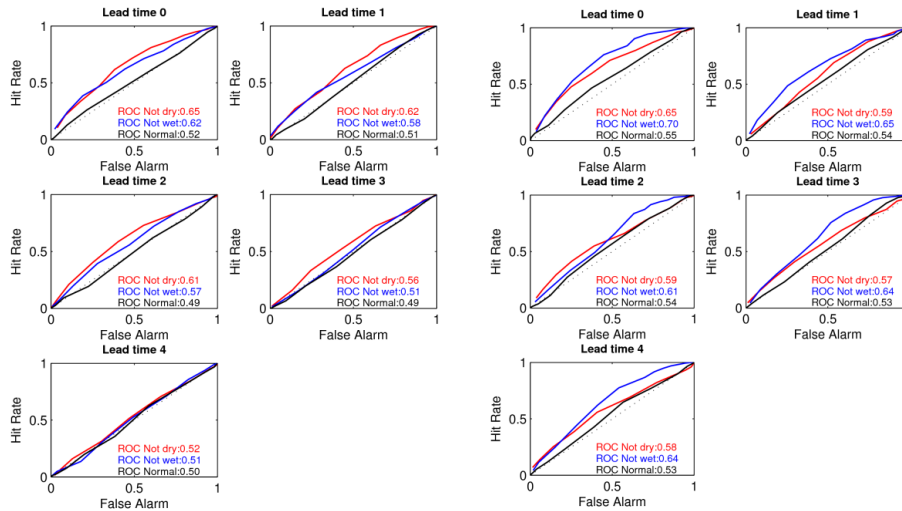 Lead time 0
1
Hit Rate
0.5
ROC Not dry:0.65
ROC Not wet:0.62
ROC Normal:0.52
0
0
0.5
1
False Alarm
Lead time 1
1
Hit Rate
0.5
ROC Not dry:0.62
ROC Not wet:0.58
ROC Normal:0.51
0
0
0.5
1
False Alarm
Lead time 0
1
Hit Rate
0.5
ROC Not dry:0.65
ROC Not wet:0.70
ROC Normal:0.55
0
0
0.5
1
False Alarm
Lead time 1
1
Hit Rate
0.5
ROC Not dry:0.59
ROC Not wet:0.65
ROC Normal:0.54
0
0
0.5
False Alarm
Lead time 2
1
Hit Rate
0.5
ROC Not dry:0.61
ROC Not wet:0.57
ROC Normal:0.49
0
0
0.5
1
False Alarm
Lead time 3
1
Hit Rate
0.5
ROC Not dry:0.56
ROC Not wet:0.51
ROC Normal:0.49
0
0
0.5
1
False Alarm
Lead time 2
1
Hit Rate
0.5
ROC Not dry:0.59
ROC Not wet:0.61
ROC Normal:0.54
0
0
0.5
1
False Alarm
Lead time 3
1
Hit Rate
0.5
ROC Not dry:0.57
ROC Not wet:0.64
ROC Normal:0.53
0
0
0.5
False Alarm
Lead time 4
1
Hit Rate
0.5
ROC Not dry:0.52
ROC Not wet:0.51
ROC Normal:0.50
0
0
0.5
1
False Alarm
Lead time 4
1
Hit Rate
0.5
ROC Not dry:0.58
ROC Not wet:0.64
ROC Normal:0.53
0
0
0.5
1
False Alarm